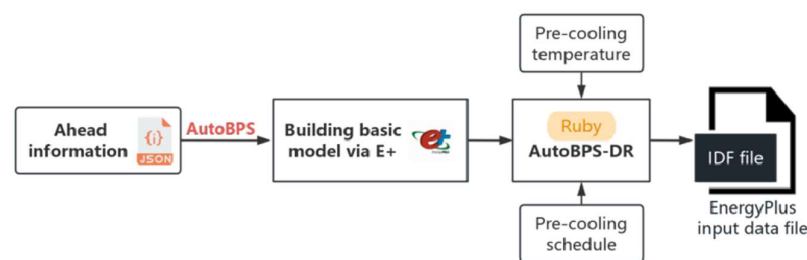 Pre-cooling
temperature
Ahead
information
{i}
JSON
AutoBPS
Building basic
model via E+
e+
Ruby
AutoBPS-DR
IDF file
EnergyPlus
input data file
Pre-cooling
schedule